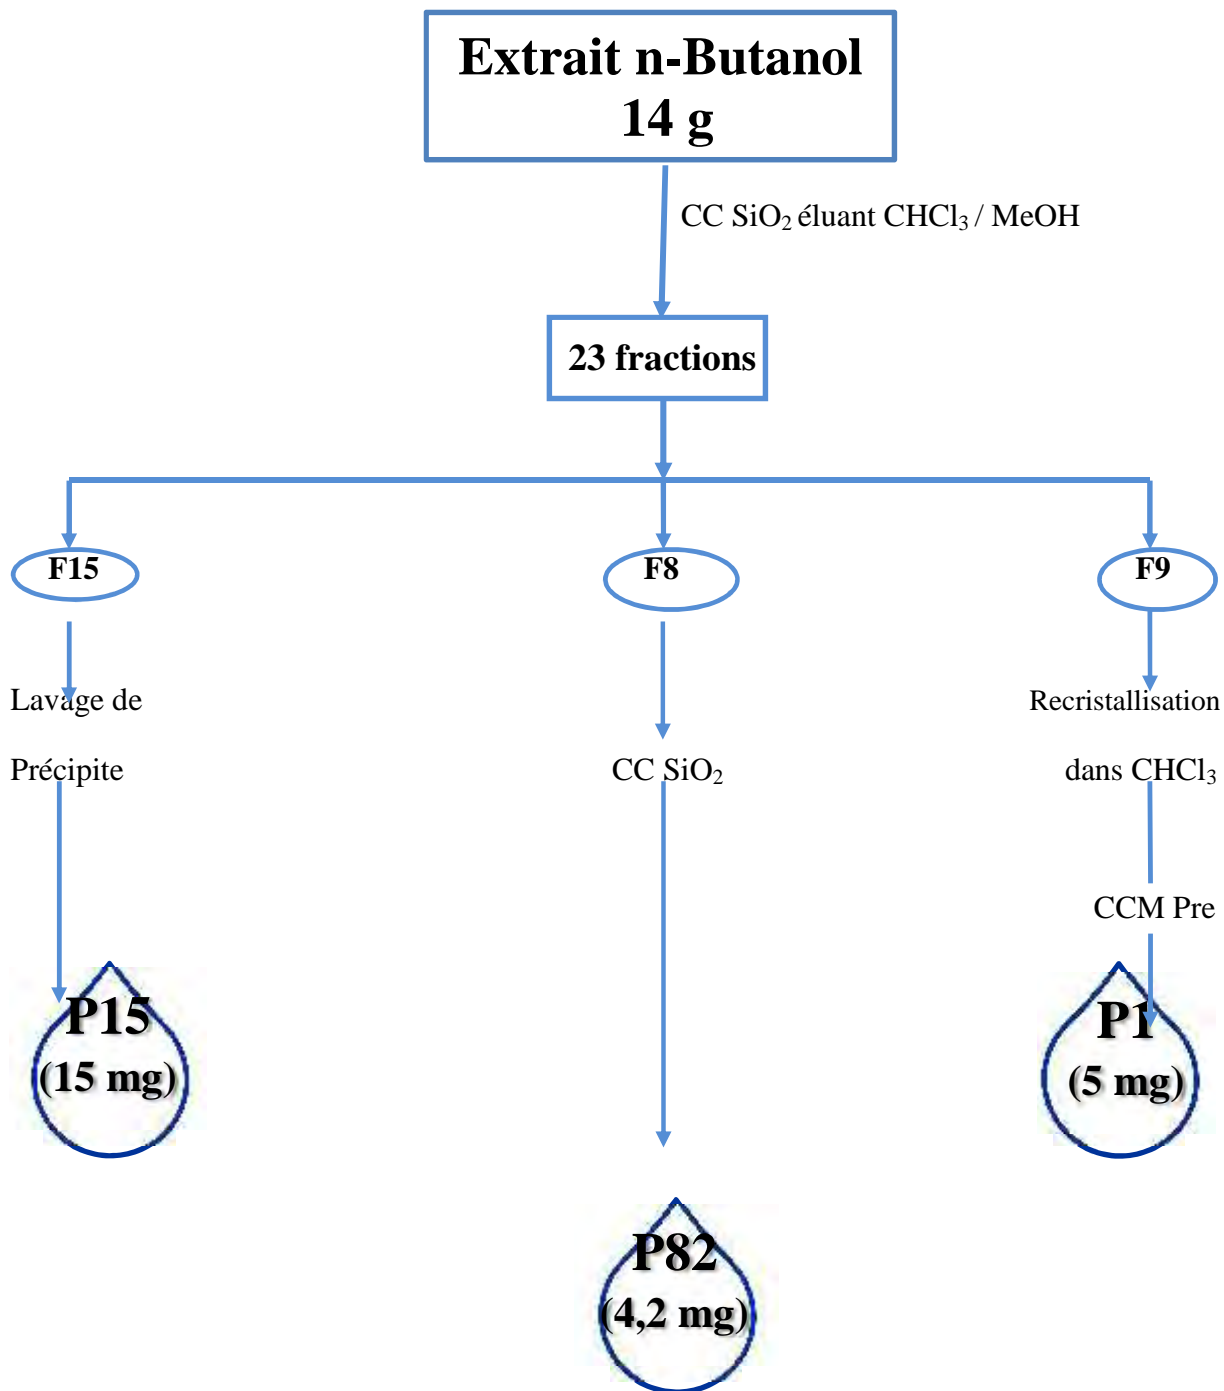 Extrait n-Butanol
14 g
CC SiO₂ éluant CHCl₃ / MeOH
23 fractions
F15
F8
F9
Lavage de
Recristallisation
Précipite
CC SiO₂
dans CHCl₃
CCM Pre
P15
(15 mg)
P1
(5 mg)
P82
(4,2 mg)